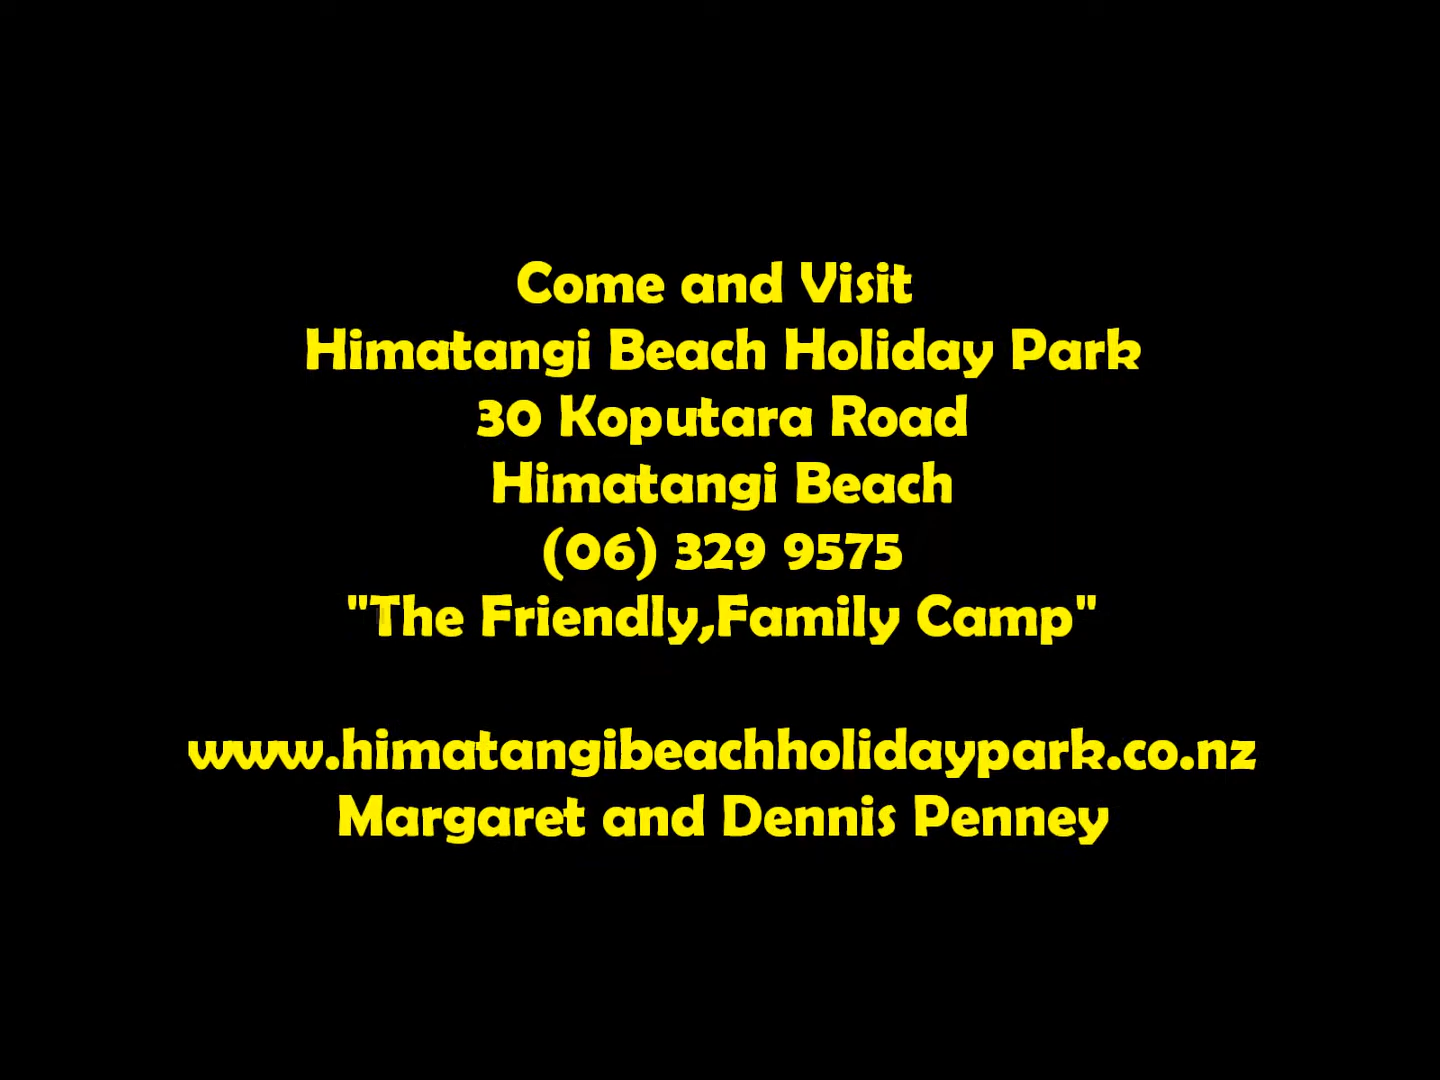 Come and Visit
Himatangi Beach Holiday Park
30 Koputara Road
Himatangi Beach
(06) 329 9575
"The Friendly,Family Camp"
www.himatangibeachholidaypark.co.nz
Margaret and Dennis Penney